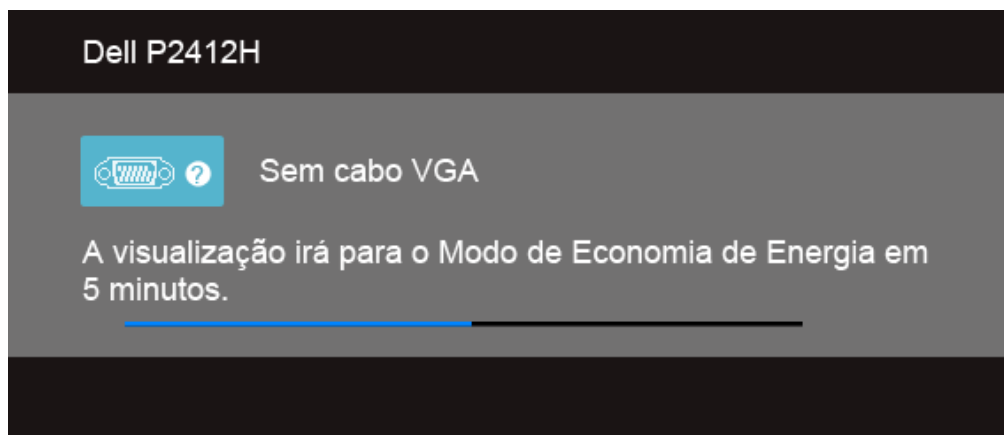 Dell P2412H
Sem cabo VGA
A visualização irá para o Modo de Economia de Energia em
5 minutos.